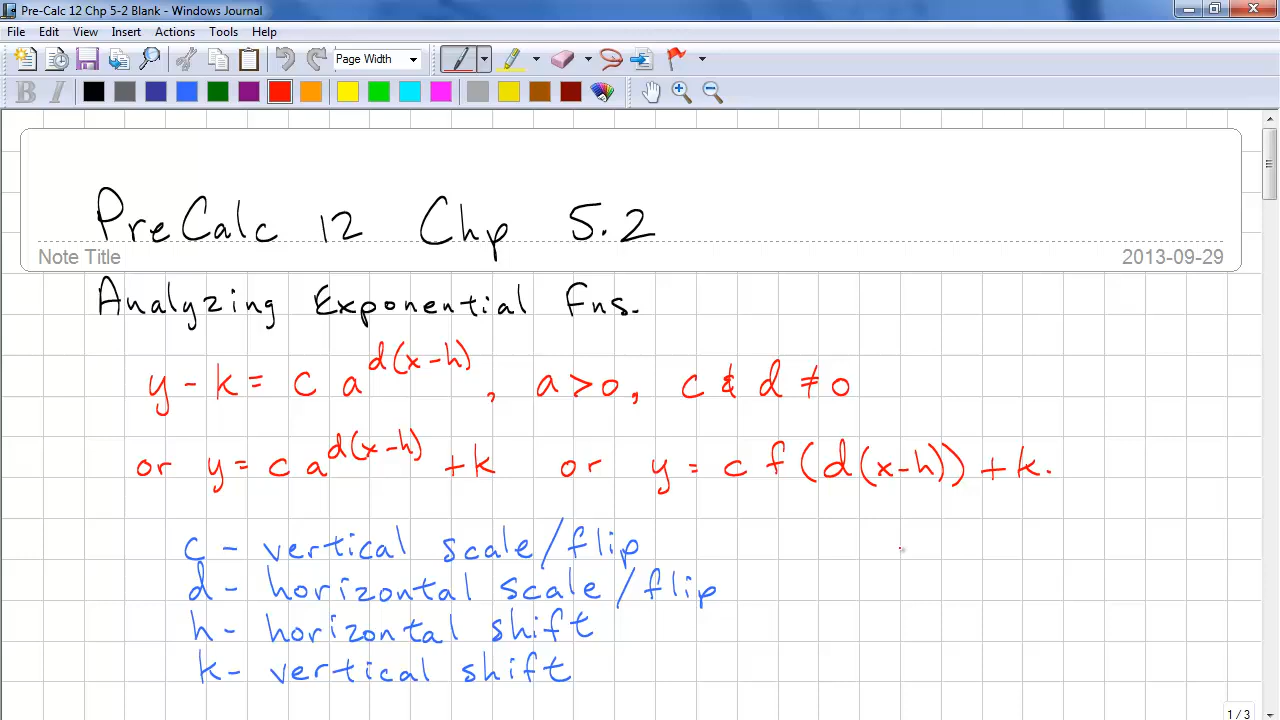 Pre-Calc 12 Chp 5-2 Blank - Windows Journal
File Edit View Insert Actions Tools Help
Page Width
B I
PreCalc 12 Chp 5.2
Note Title 2013-09-29
Analyzing Exponential Fns.
y - k = c a^{d(x-h)}, a > 0, c & d ≠ 0
or y = c a^{d(x-h)} + k or y = c f(d(x-h)) + k.
c - vertical scale/flip
d - horizontal scale/flip
h - horizontal shift
k - vertical shift
1 / 3